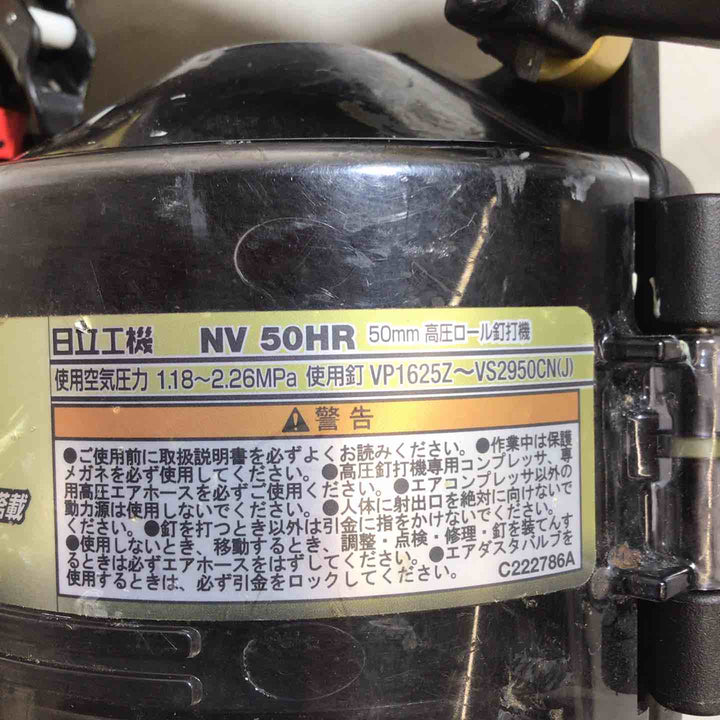 日立工機 NV 50HR 50mm 高圧ロール釘打機
使用空気圧力 1.18～2.26MPa 使用釘 VP1625Z～VS2950CN(J)
⚠警告
●ご使用前に取扱説明書を必ずよくお読みください。●作業中は保護
メガネを必ず使用してください。●高圧釘打機専用コンプレッサ、専
用高圧エアホースを必ずご使用ください。●エアコンプレッサ以外の
動力源は使用しないでください。●人体に射出口を絶対に向けないで
ください。●釘を打つとき以外は引金に指をかけないでください。
●使用しないとき、移動するとき、調整・点検・修理・釘を装てんす
るときは必ずエアホースをはずしてください。●エアダスタバルブを
使用するときは、必ず引金をロックしてください。
C222786A
搭載